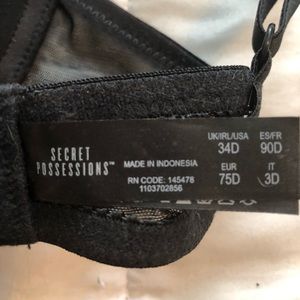 SECRET
POSSESSIONS™
MADE IN INDONESIA
RN CODE: 145478
1103702856
UK/IRL/USA ES/FR
34D 90D
EUR IT
75D 3D